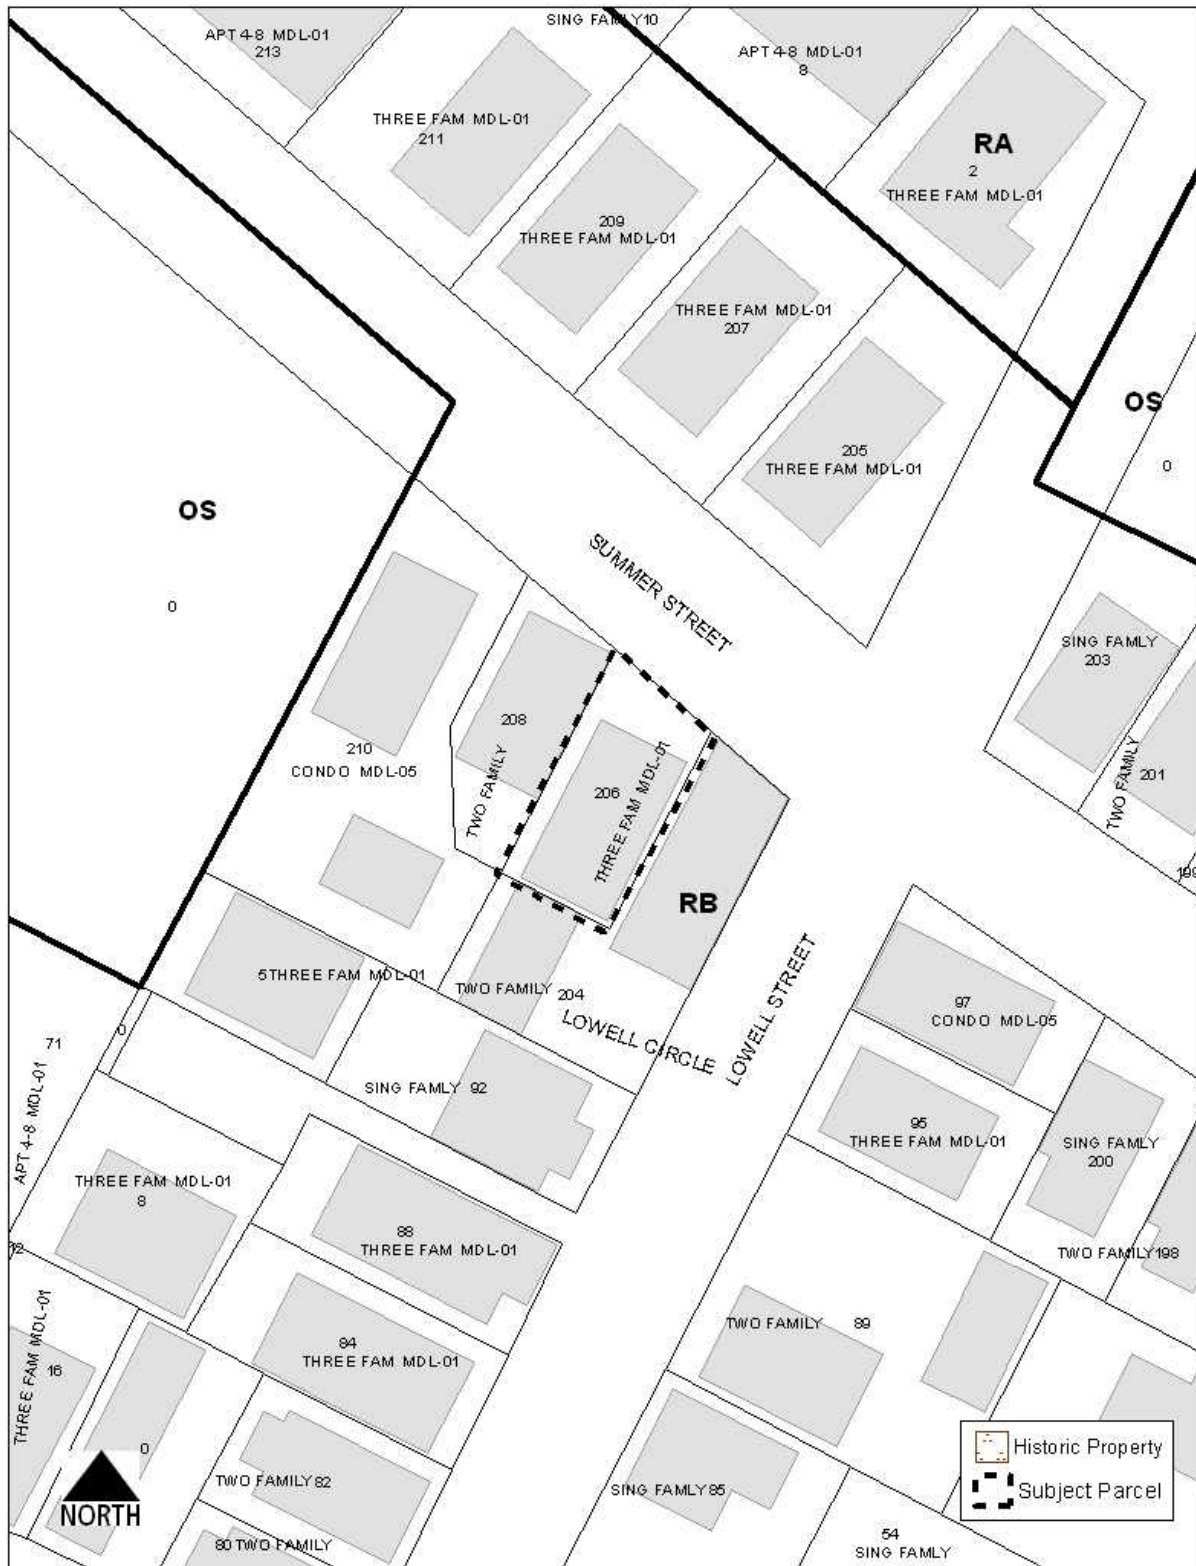 SING FAMLY 10
APT 4-8 MDL-01
213
APT 4-8 MDL-01
8
THREE FAM MDL-01
211
RA
2
THREE FAM MDL-01
209
THREE FAM MDL-01
THREE FAM MDL-01
207
OS
205
THREE FAM MDL-01
0
OS
SUMMER STREET
0
SING FAMLY
203
208
TWO FAMILY
210
CONDO MDL-05
206
THREE FAM MDL-01
TWO FAMILY
201
199
RB
5 THREE FAM MDL-01
TWO FAMILY 204
LOWELL CIRCLE
LOWELL STREET
97
CONDO MDL-05
0
71
APT 4-8 MDL-01
SING FAMLY 92
95
THREE FAM MDL-01
SING FAMLY
200
THREE FAM MDL-01
8
88
THREE FAM MDL-01
TWO FAMILY 198
THREE FAM MDL-01
16
84
THREE FAM MDL-01
TWO FAMILY 89
0
TWO FAMILY 82
SING FAMLY 85
80 TWO FAMILY
54
SING FAMLY
NORTH
Historic Property
Subject Parcel